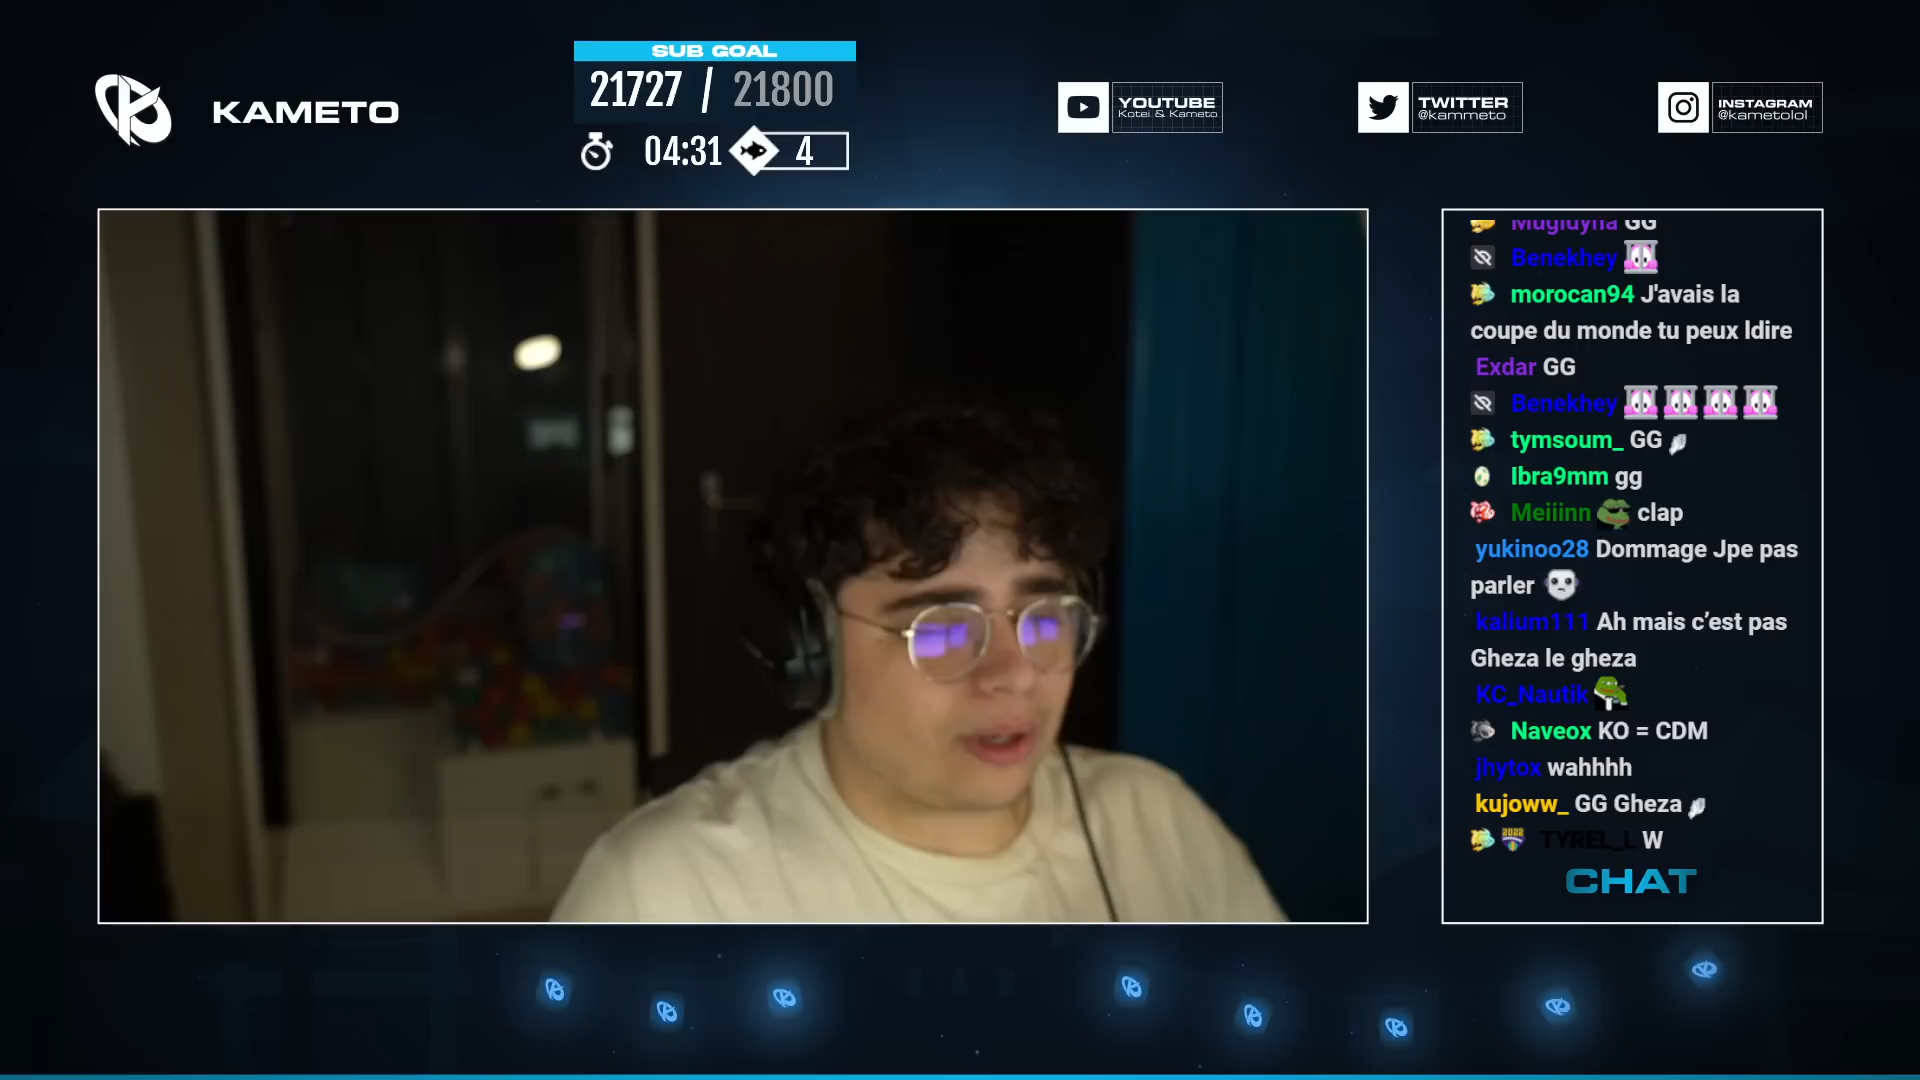 KAMETO
SUB GOAL
21727 / 21800
04:31
4
YOUTUBE
Kotei & Kameto
TWITTER
@kammeto
INSTAGRAM
@kametolol
GG
Benekhey
morocan94 J'avais la
coupe du monde tu peux ldire
Exdar GG
Benekhey
tymsoum_ GG
Ibra9mm gg
Meiiinn clap
yukinoo28 Dommage Jpe pas
parler
kalium111 Ah mais c’est pas
Gheza le gheza
KC_Nautik
Naveox KO = CDM
jhytox wahhhh
kujoww_ GG Gheza
2022 TYREL_L W
CHAT